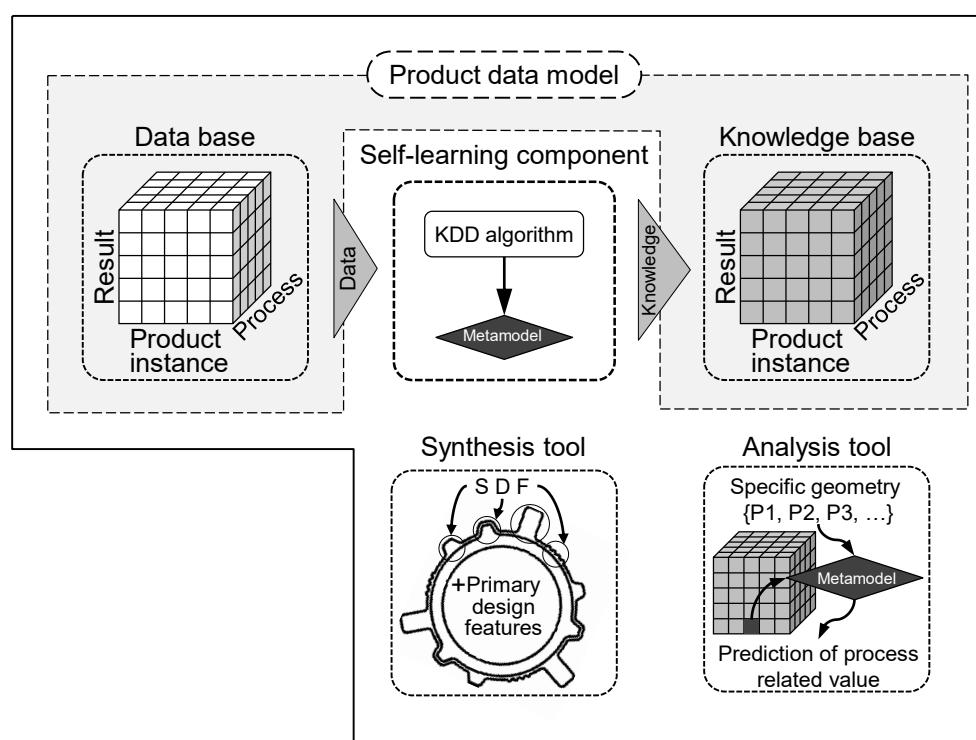 Product data model
Data base
Self-learning component
Knowledge base
Result
Process
Product
instance
Data
KDD algorithm
Metamodel
Knowledge
Result
Process
Product
instance
Synthesis tool
S D F
+Primary
design
features
Analysis tool
Specific geometry
{P1, P2, P3, …}
Metamodel
Prediction of process
related value